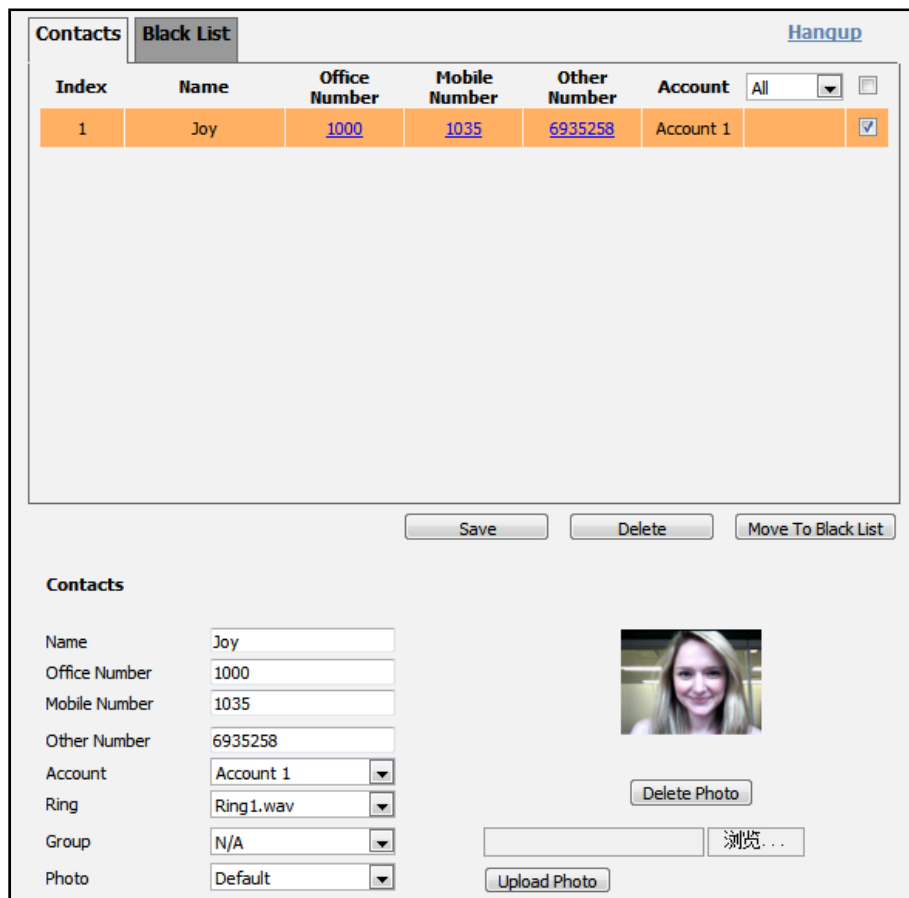 Contacts Black List Hangup
Index Name Office Number Mobile Number Other Number Account All
1 Joy 1000 1035 6935258 Account 1
Save Delete Move To Black List
Contacts
Name Joy
Office Number 1000
Mobile Number 1035
Other Number 6935258
Account Account 1
Ring Ring1.wav
Delete Photo
Group N/A 浏览...
Photo Default Upload Photo